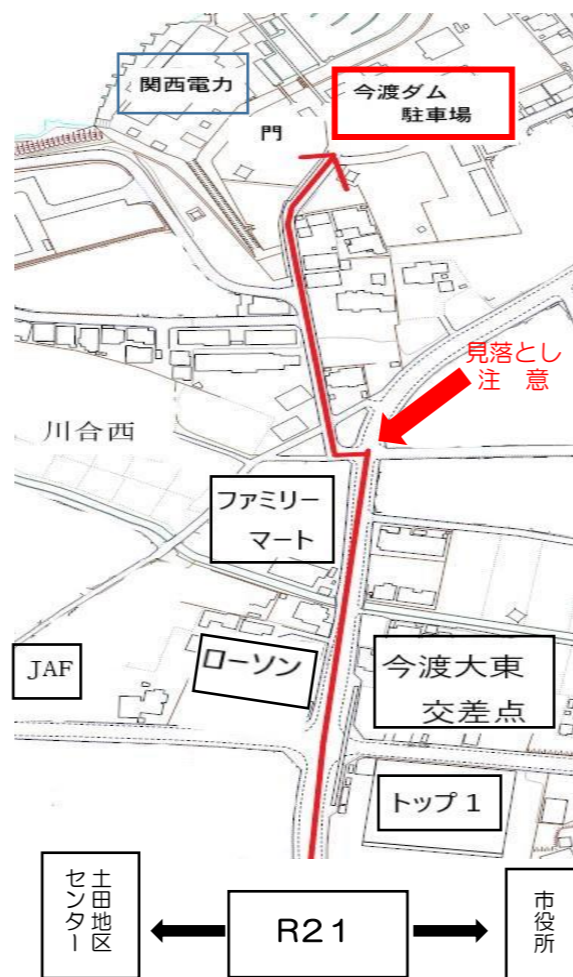 関西電力
今渡ダム
駐車場
門
見落とし
注 意
川合西
ファミリー
マート
ローソン
JAF
今渡大東
交差点
トップ1
土田地区
センター
R21
市役所